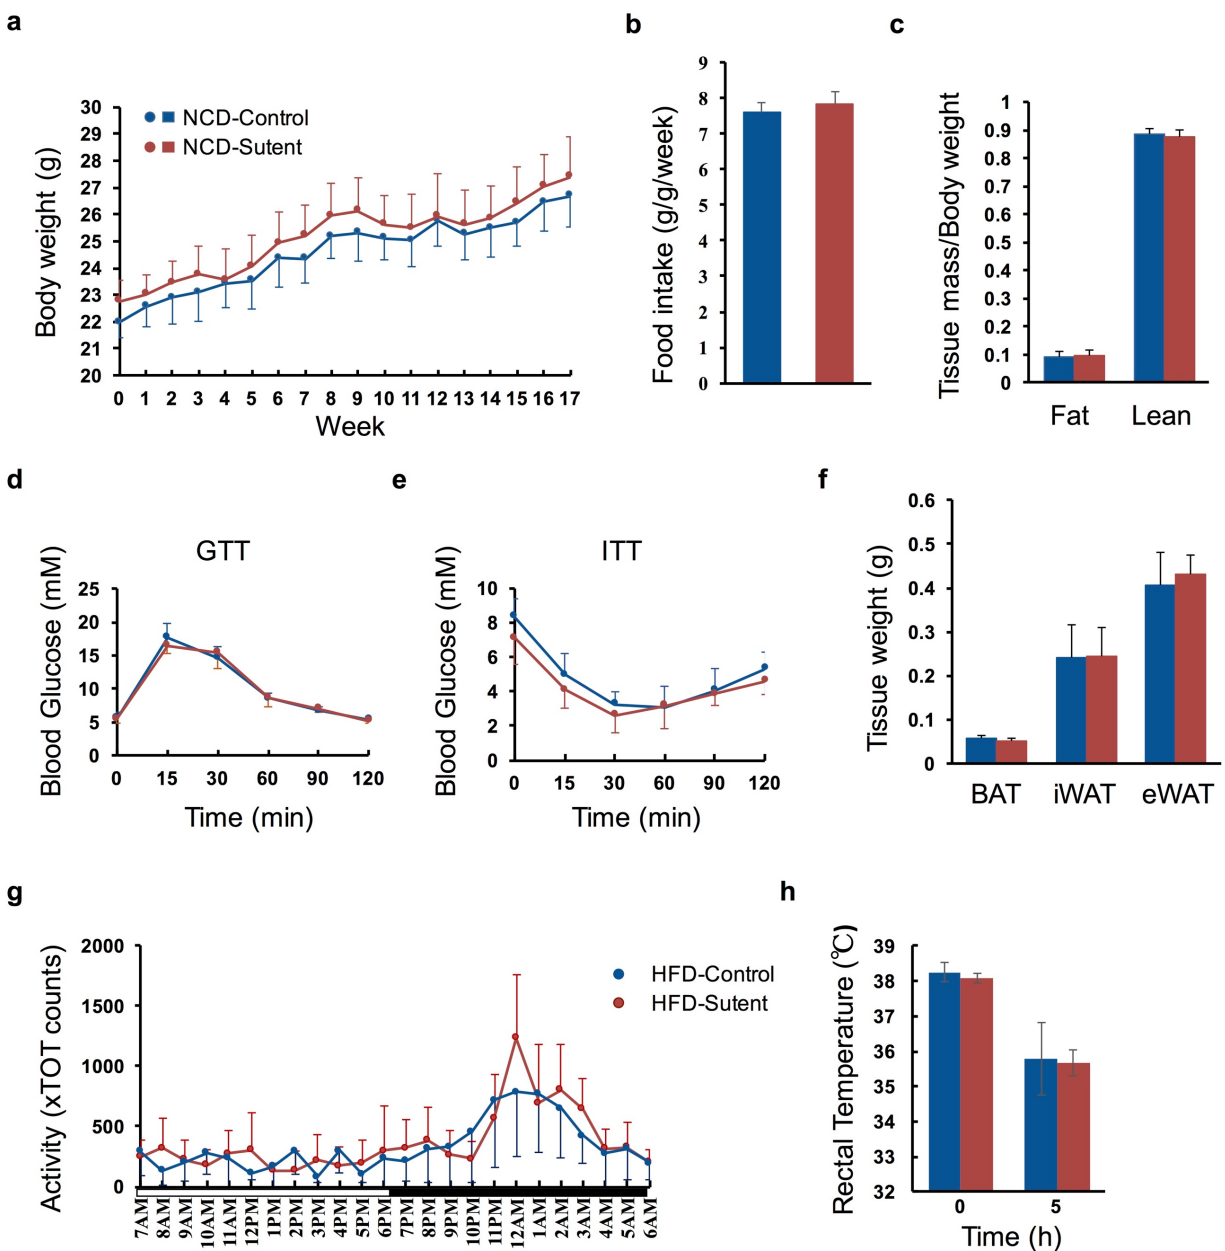 a
Body weight (g)
30
29
28
27
26
25
24
23
22
21
20
NCD-Control
NCD-Sutent
0 1 2 3 4 5 6 7 8 9 10 11 12 13 14 15 16 17
Week
b
Food intake (g/g/week)
9
8
7
6
5
4
3
2
1
0
c
Tissue mass/Body weight
1
0.9
0.8
0.7
0.6
0.5
0.4
0.3
0.2
0.1
0
Fat Lean
d
GTT
Blood Glucose (mM)
25
20
15
10
5
0
0 15 30 60 90 120
Time (min)
e
ITT
Blood Glucose (mM)
10
8
6
4
2
0
0 15 30 60 90 120
Time (min)
f
Tissue weight (g)
0.6
0.5
0.4
0.3
0.2
0.1
0
BAT iWAT eWAT
g
Activity (xTOT counts)
2000
1500
1000
500
0
HFD-Control
HFD-Sutent
7AM 8AM 9AM 10AM 11AM 12PM 1PM 2PM 3PM 4PM 5PM 6PM 7PM 8PM 9PM 10PM 11PM 12AM 1AM 2AM 3AM 4AM 5AM 6AM
h
Rectal Temperature (℃)
39
38
37
36
35
34
33
32
0 5
Time (h)